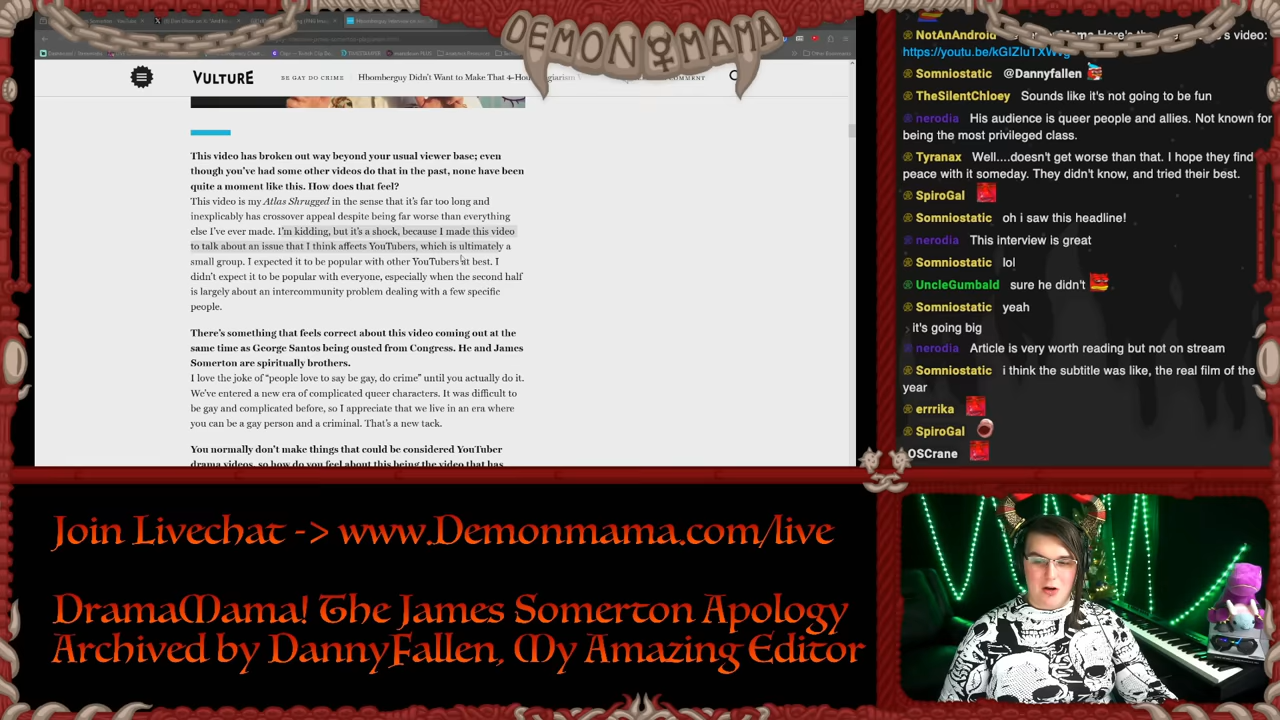 DEMON MAMA
VULTURE
BE GAY DO CRIME
Hbomberguy Didn't Want to Make That 4-Hou
COMMENT
This video has broken out way beyond your usual viewer base; even
though you've had some other videos do that in the past, none have been
quite a moment like this. How does that feel?
This video is my Atlas Shrugged in the sense that it's far too long and
inexplicably has crossover appeal despite being far worse than everything
else I've ever made. I'm kidding, but it's a shock, because I made this video
to talk about an issue that I think affects YouTubers, which is ultimately a
small group. I expected it to be popular with other YouTubers at best. I
didn't expect it to be popular with everyone, especially when the second half
is largely about an intercommunity problem dealing with a few specific
people.
There's something that feels correct about this video coming out at the
same time as George Santos being ousted from Congress. He and James
Somerton are spiritually brothers.
I love the joke of "people love to say be gay, do crime" until you actually do it.
We've entered a new era of complicated queer characters. It was difficult to
be gay and complicated before, so I appreciate that we live in an era where
you can be a gay person and a criminal. That's a new tack.
You normally don't make things that could be considered YouTuber
drama videos, so how do you feel about this being the video that has
NotAnAndroid
's video:
https://youtu.be/kGIZluTXW
Somniostatic @Dannyfallen
TheSilentChloey Sounds like it's not going to be fun
nerodia His audience is queer people and allies. Not known for
being the most privileged class.
Tyranax Well....doesn't get worse than that. I hope they find
peace with it someday. They didn't know, and tried their best.
SpiroGal
Somniostatic oh i saw this headline!
nerodia This interview is great
Somniostatic lol
UncleGumbald sure he didn't
Somniostatic yeah
it's going big
nerodia Article is very worth reading but not on stream
Somniostatic i think the subtitle was like, the real film of the
year
errrika
SpiroGal
OSCrane
Join Livechat -> www.Demonmama.com/live
DramaMama! The James Somerton Apology
Archived by DannyFallen, My Amazing Editor